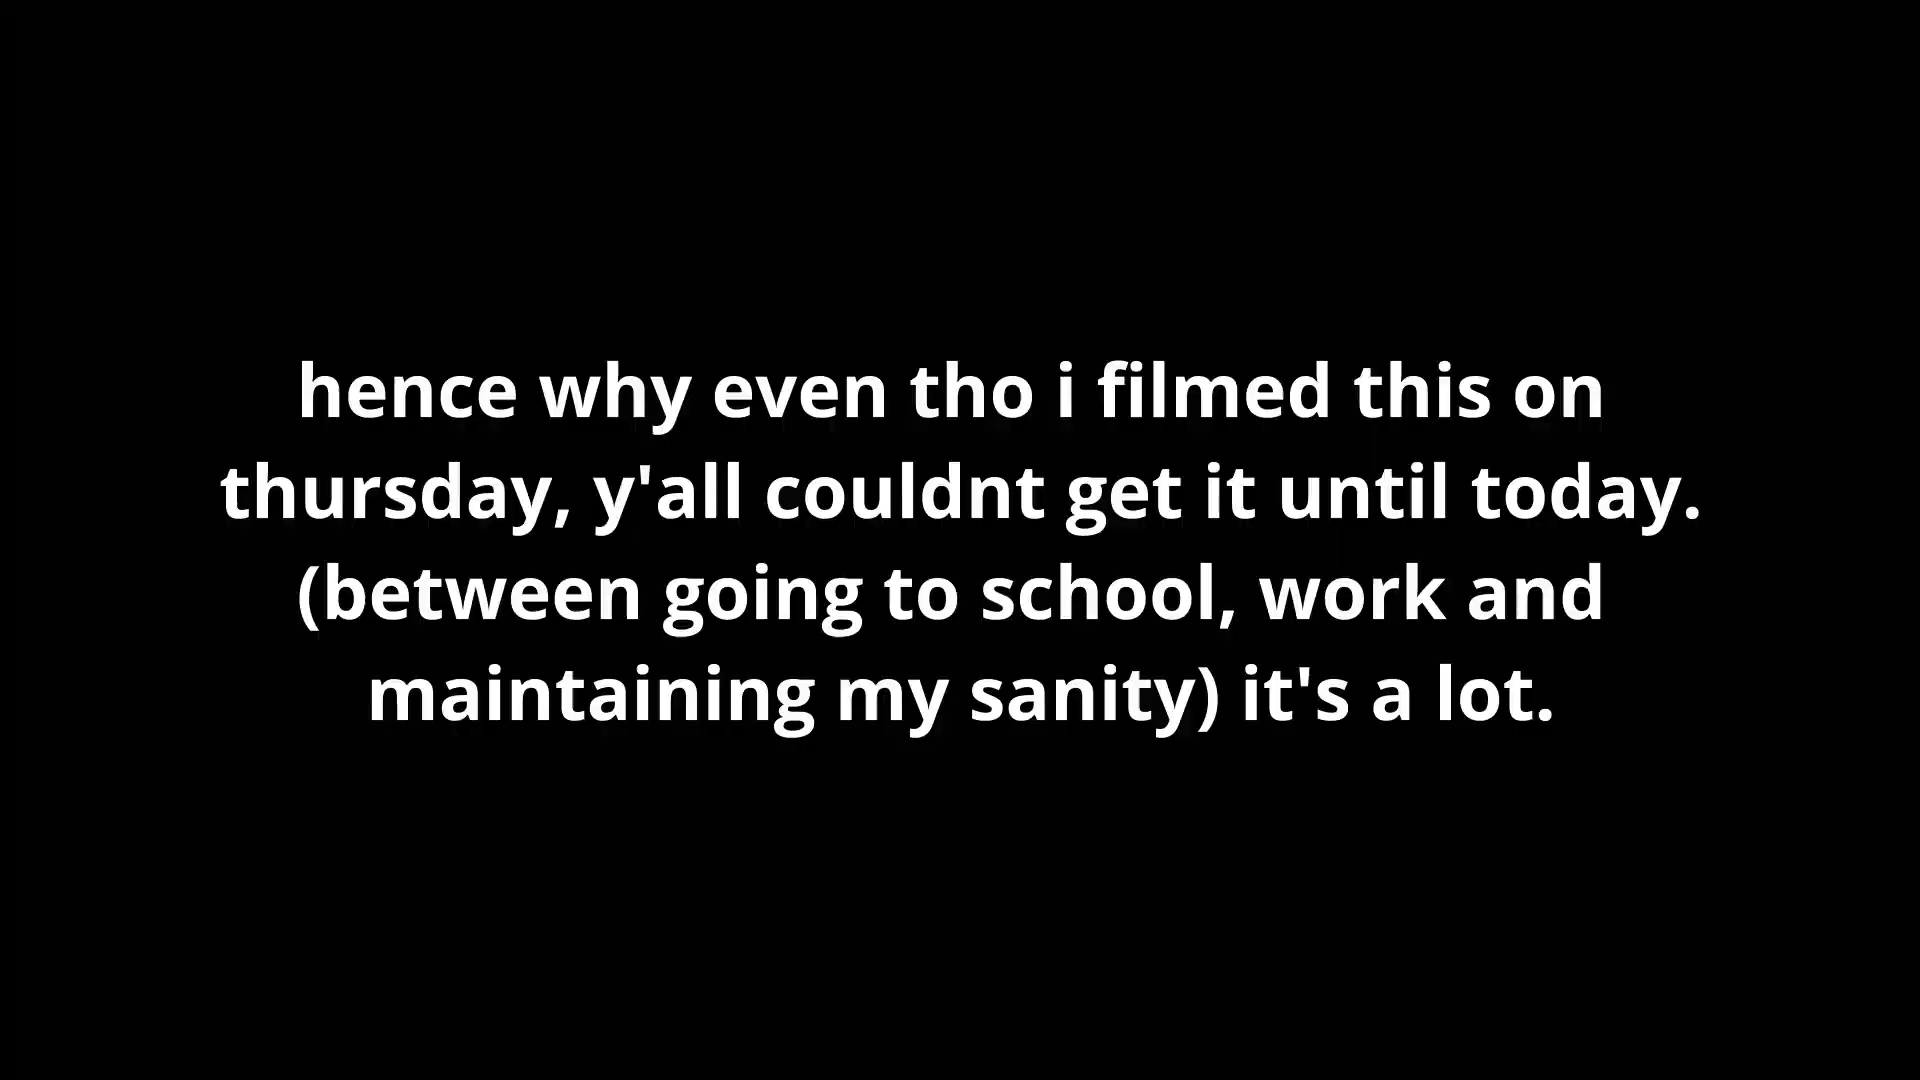 hence why even tho i filmed this on
thursday, y'all couldnt get it until today.
(between going to school, work and
maintaining my sanity) it's a lot.